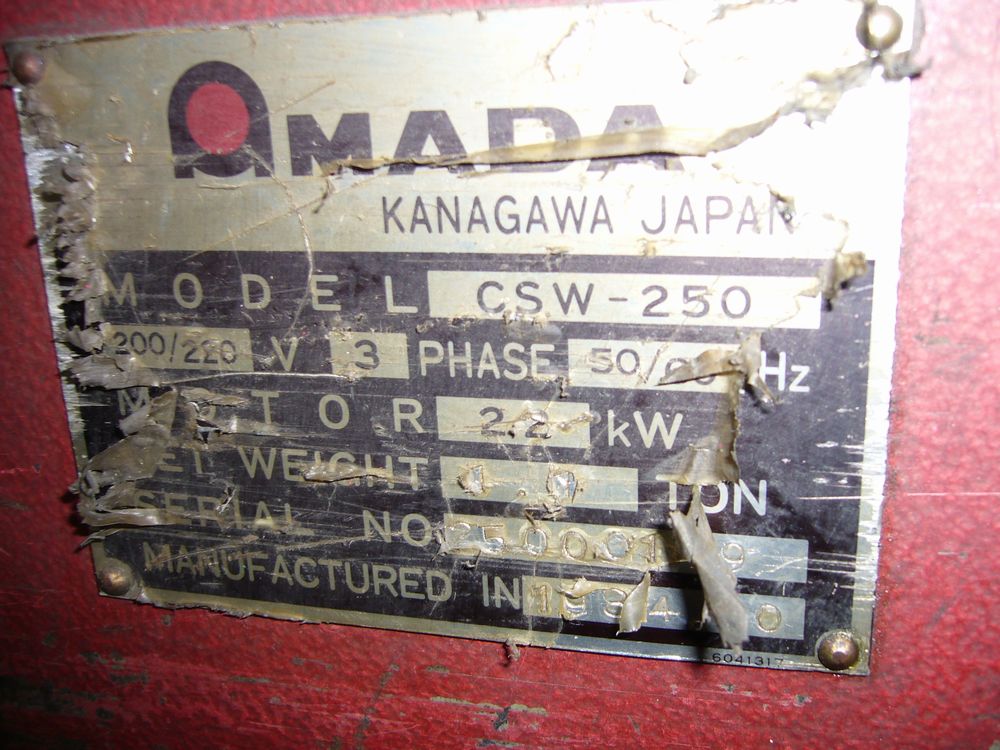 AMADA
KANAGAWA JAPAN
MODEL CSW-250
200/220 V 3 PHASE 50/60 Hz
MOTOR 2.2 kW
NET WEIGHT TON
SERIAL NO
MANUFACTURED IN